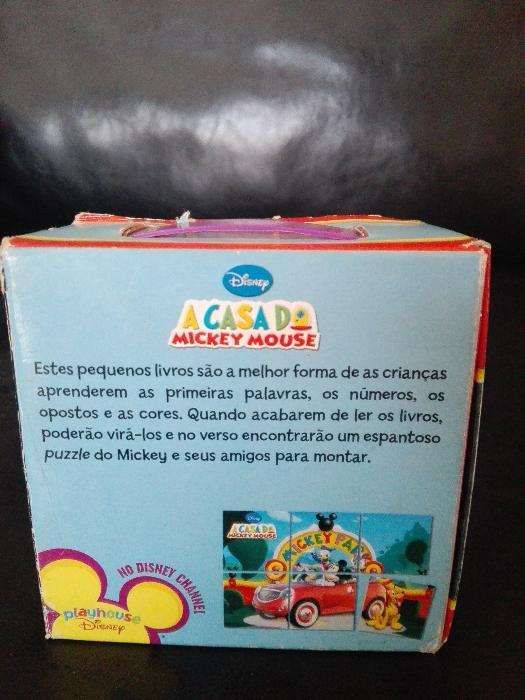 Disney
A CASA DO
MICKEY MOUSE
Estes pequenos livros são a melhor forma de as crianças
aprenderem as primeiras palavras, os números, os
opostos e as cores. Quando acabarem de ler os livros,
poderão virá-los e no verso encontrarão um espantoso
puzzle do Mickey e seus amigos para montar.
Disney
A CASA DO
MICKEY MOUSE
MICKEY PARK
NO DISNEY CHANNEL
playhouse
Disney